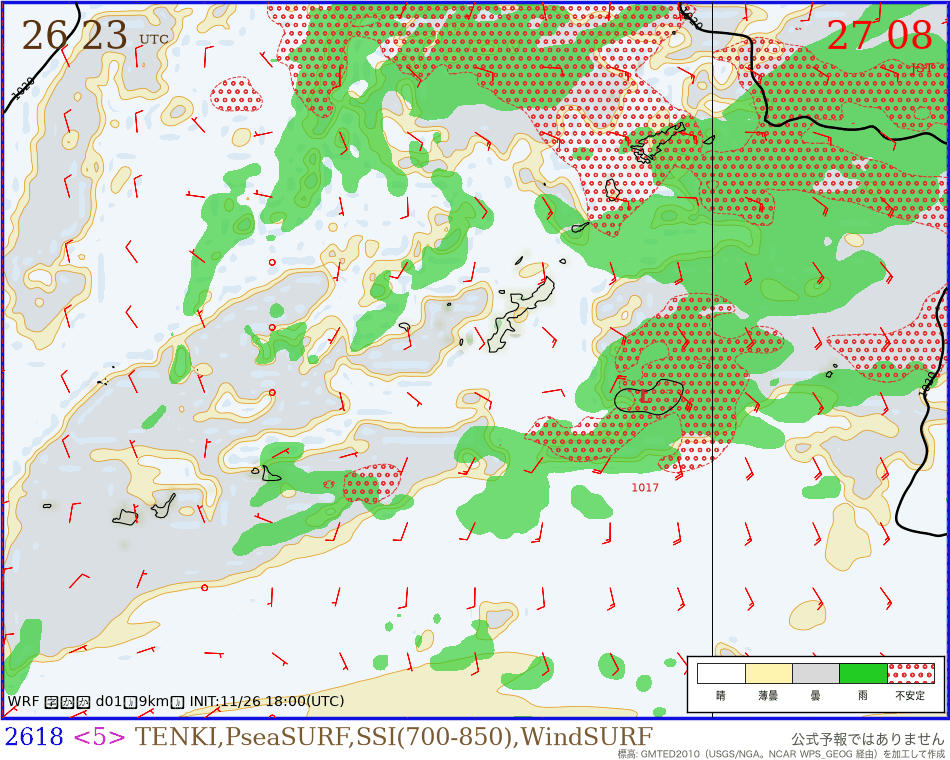 26 23 UTC
27 08
1020
1020
1020
L
1017
WRF d01 9km INIT:11/26 18:00(UTC)
晴 薄曇 曇 雨 不安定
2618 <5> TENKI,PseaSURF,SSI(700-850),WindSURF
公式予報ではありません
標高: GMTED2010（USGS/NGA。NCAR WPS_GEOG 経由）を加工して作成